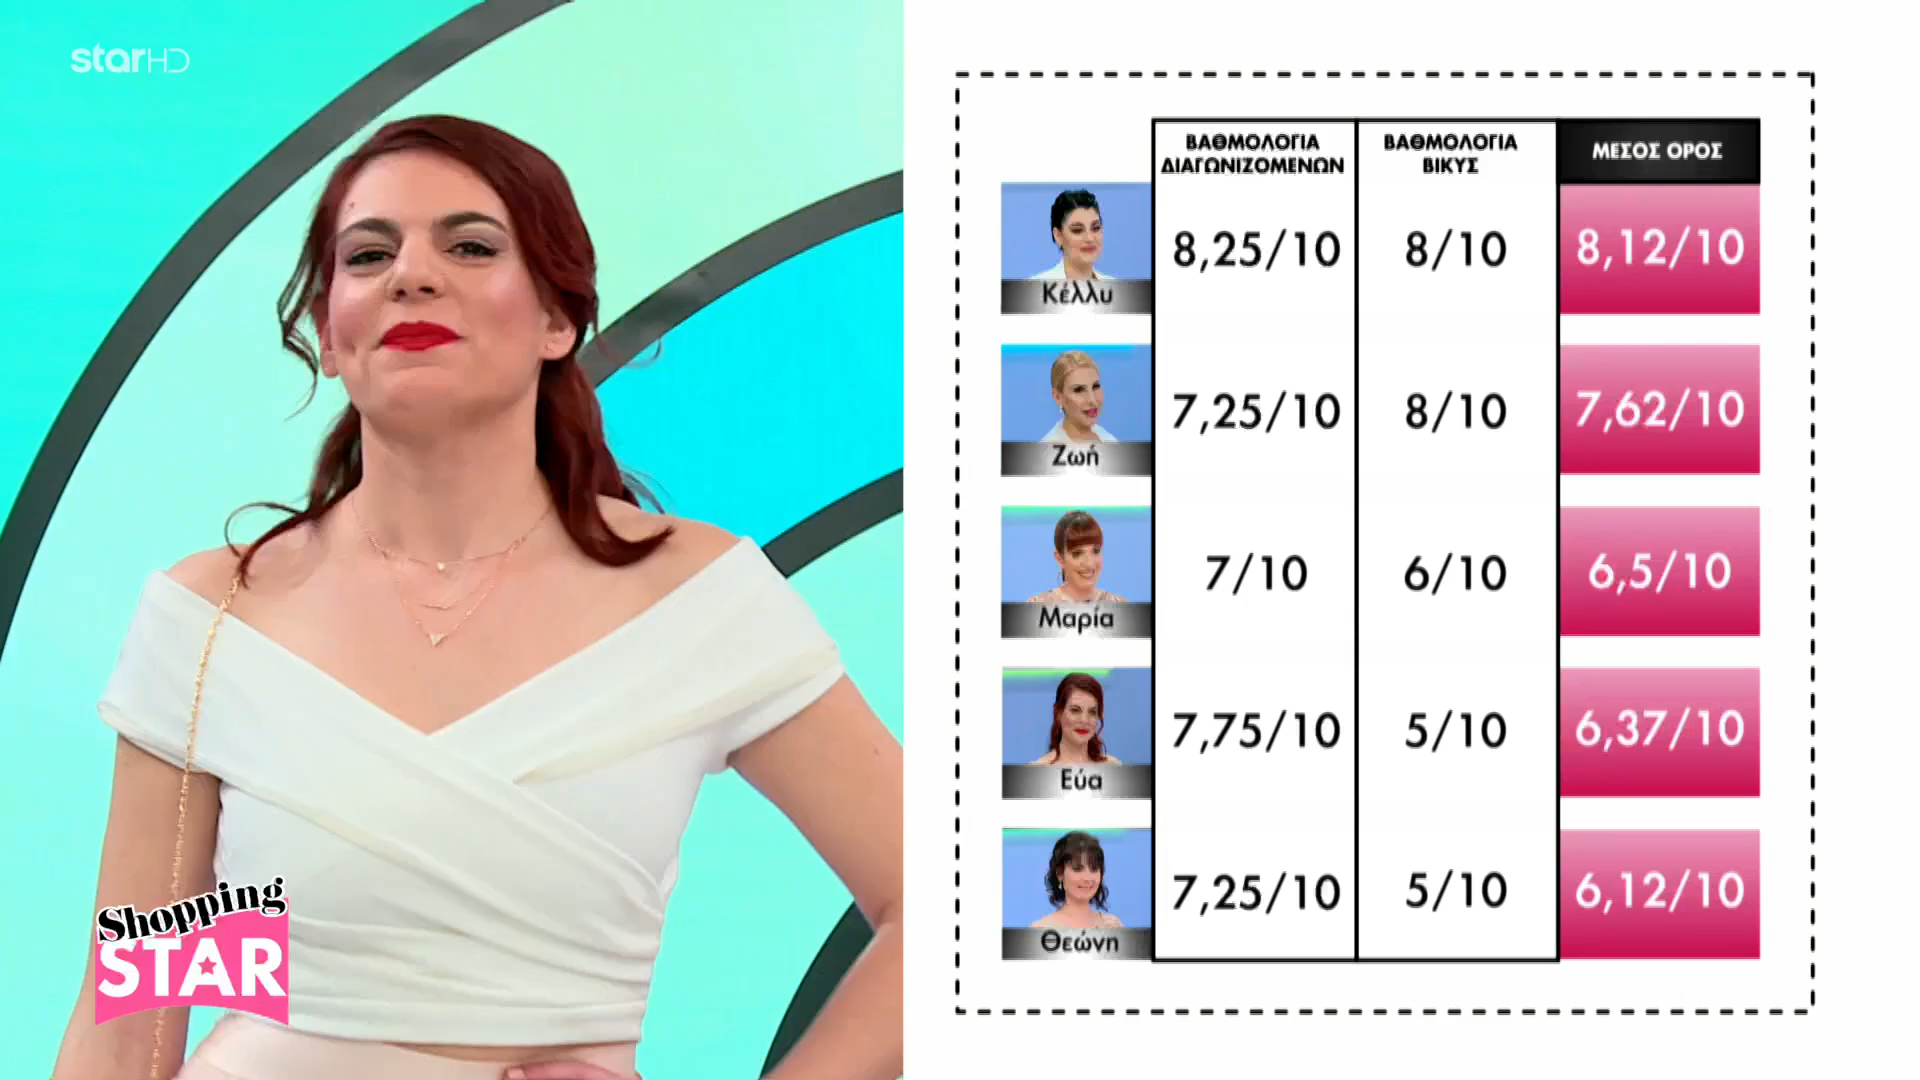 starHD
ΒΑΘΜΟΛΟΓΙΑ
ΔΙΑΓΩΝΙΖΟΜΕΝΩΝ
ΒΑΘΜΟΛΟΓΙΑ
ΒΙΚΥΣ
ΜΕΣΟΣ ΟΡΟΣ
Κέλλυ 8,25/10 8/10 8,12/10
Ζωή 7,25/10 8/10 7,62/10
Μαρία 7/10 6/10 6,5/10
Εύα 7,75/10 5/10 6,37/10
Θεώνη 7,25/10 5/10 6,12/10
Shopping
STAR